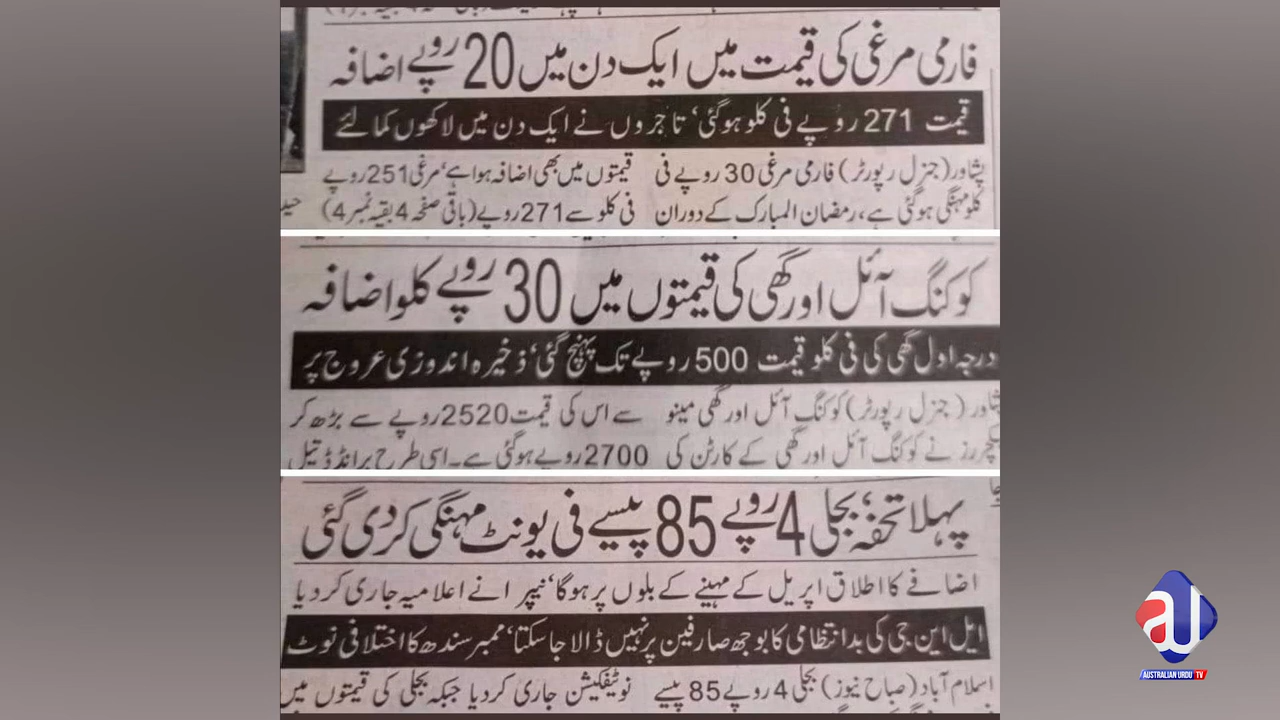 فارمی مرغی کی قیمت میں ایک دن میں 20 روپے اضافہ
قیمت 271 روپے فی کلو ہوگئی‘ تاجروں نے ایک دن میں لاکھوں کمالئے
پشاور(جنرل رپورٹر) فارمی مرغی 30 روپے فی
کلو مہنگی ہوگئی ہے، رمضان المبارک کے دوران
قیمتوں میں بھی اضافہ ہوا ہے‘ مرغی 251 روپے
فی کلو سے 271 روپے (باقی صفحہ 4 بقیہ نمبر 4)
کوکنگ آئل اور گھی کی قیمتوں میں 30 روپے کلو اضافہ
درجہ اول گھی کی فی کلو قیمت 500 روپے تک پہنچ گئی‘ ذخیرہ اندوزی عروج پر
پشاور (جنرل رپورٹر) کوکنگ آئل اور گھی مینو
فیکچررز نے کوکنگ آئل اور گھی کے کارٹن کی
سے اس کی قیمت 2520 روپے سے بڑھ کر
2700 روپے ہوگئی ہے۔ اسی طرح برانڈڈ تیل
پہلا تحفہ‘ بجلی 4 روپے 85 پیسے فی یونٹ مہنگی کردی گئی
اضافے کا اطلاق اپریل کے مہینے کے بلوں پر ہوگا‘ نیپرا نے اعلامیہ جاری کردیا
ایل این جی کی بدانتظامی کا بوجھ صارفین پر نہیں ڈالا جاسکتا‘ ممبر سندھ کا اختلافی نوٹ
اسلام آباد (صباح نیوز) بجلی 4 روپے 85 پیسے
نوٹیفکیشن جاری کردیا جبکہ بجلی کی قیمتوں میں
AUSTRALIAN URDU TV